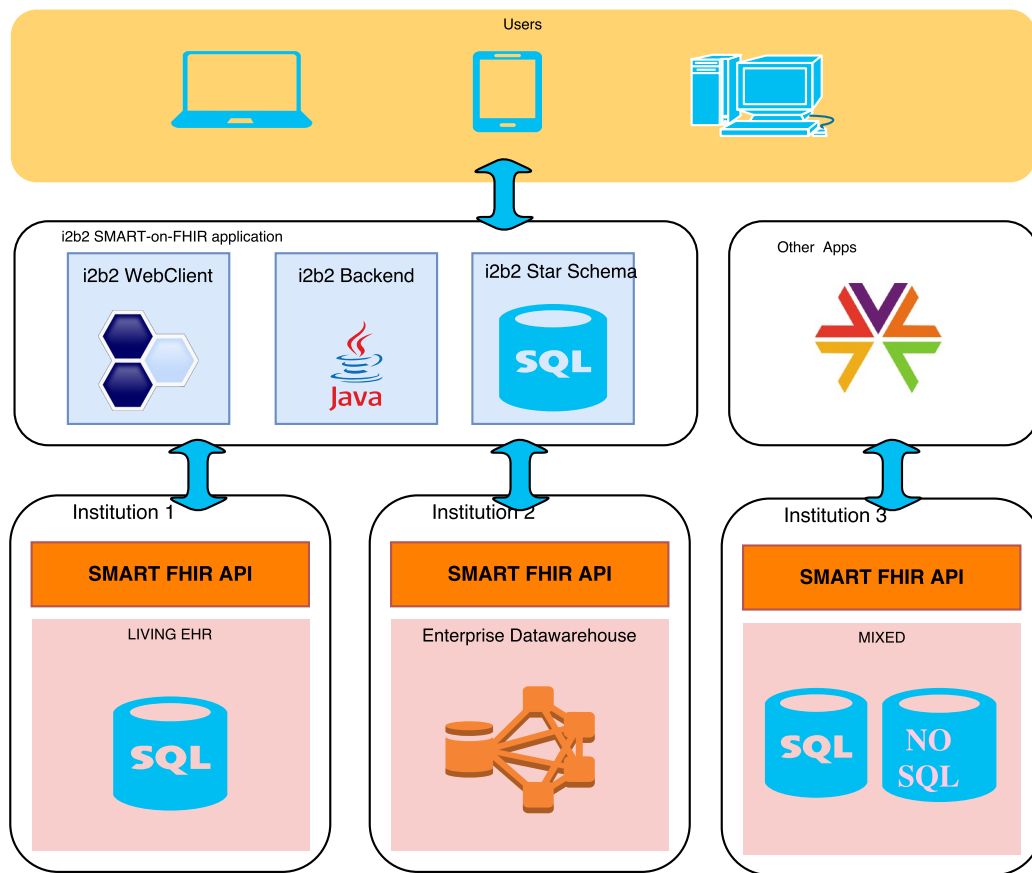 Users
i2b2 SMART-on-FHIR application
i2b2 WebClient
i2b2 Backend
i2b2 Star Schema
Other Apps
Java
SQL
Institution 1
Institution 2
Institution 3
SMART FHIR API
SMART FHIR API
SMART FHIR API
LIVING EHR
Enterprise Datawarehouse
MIXED
SQL
SQL
NO
SQL